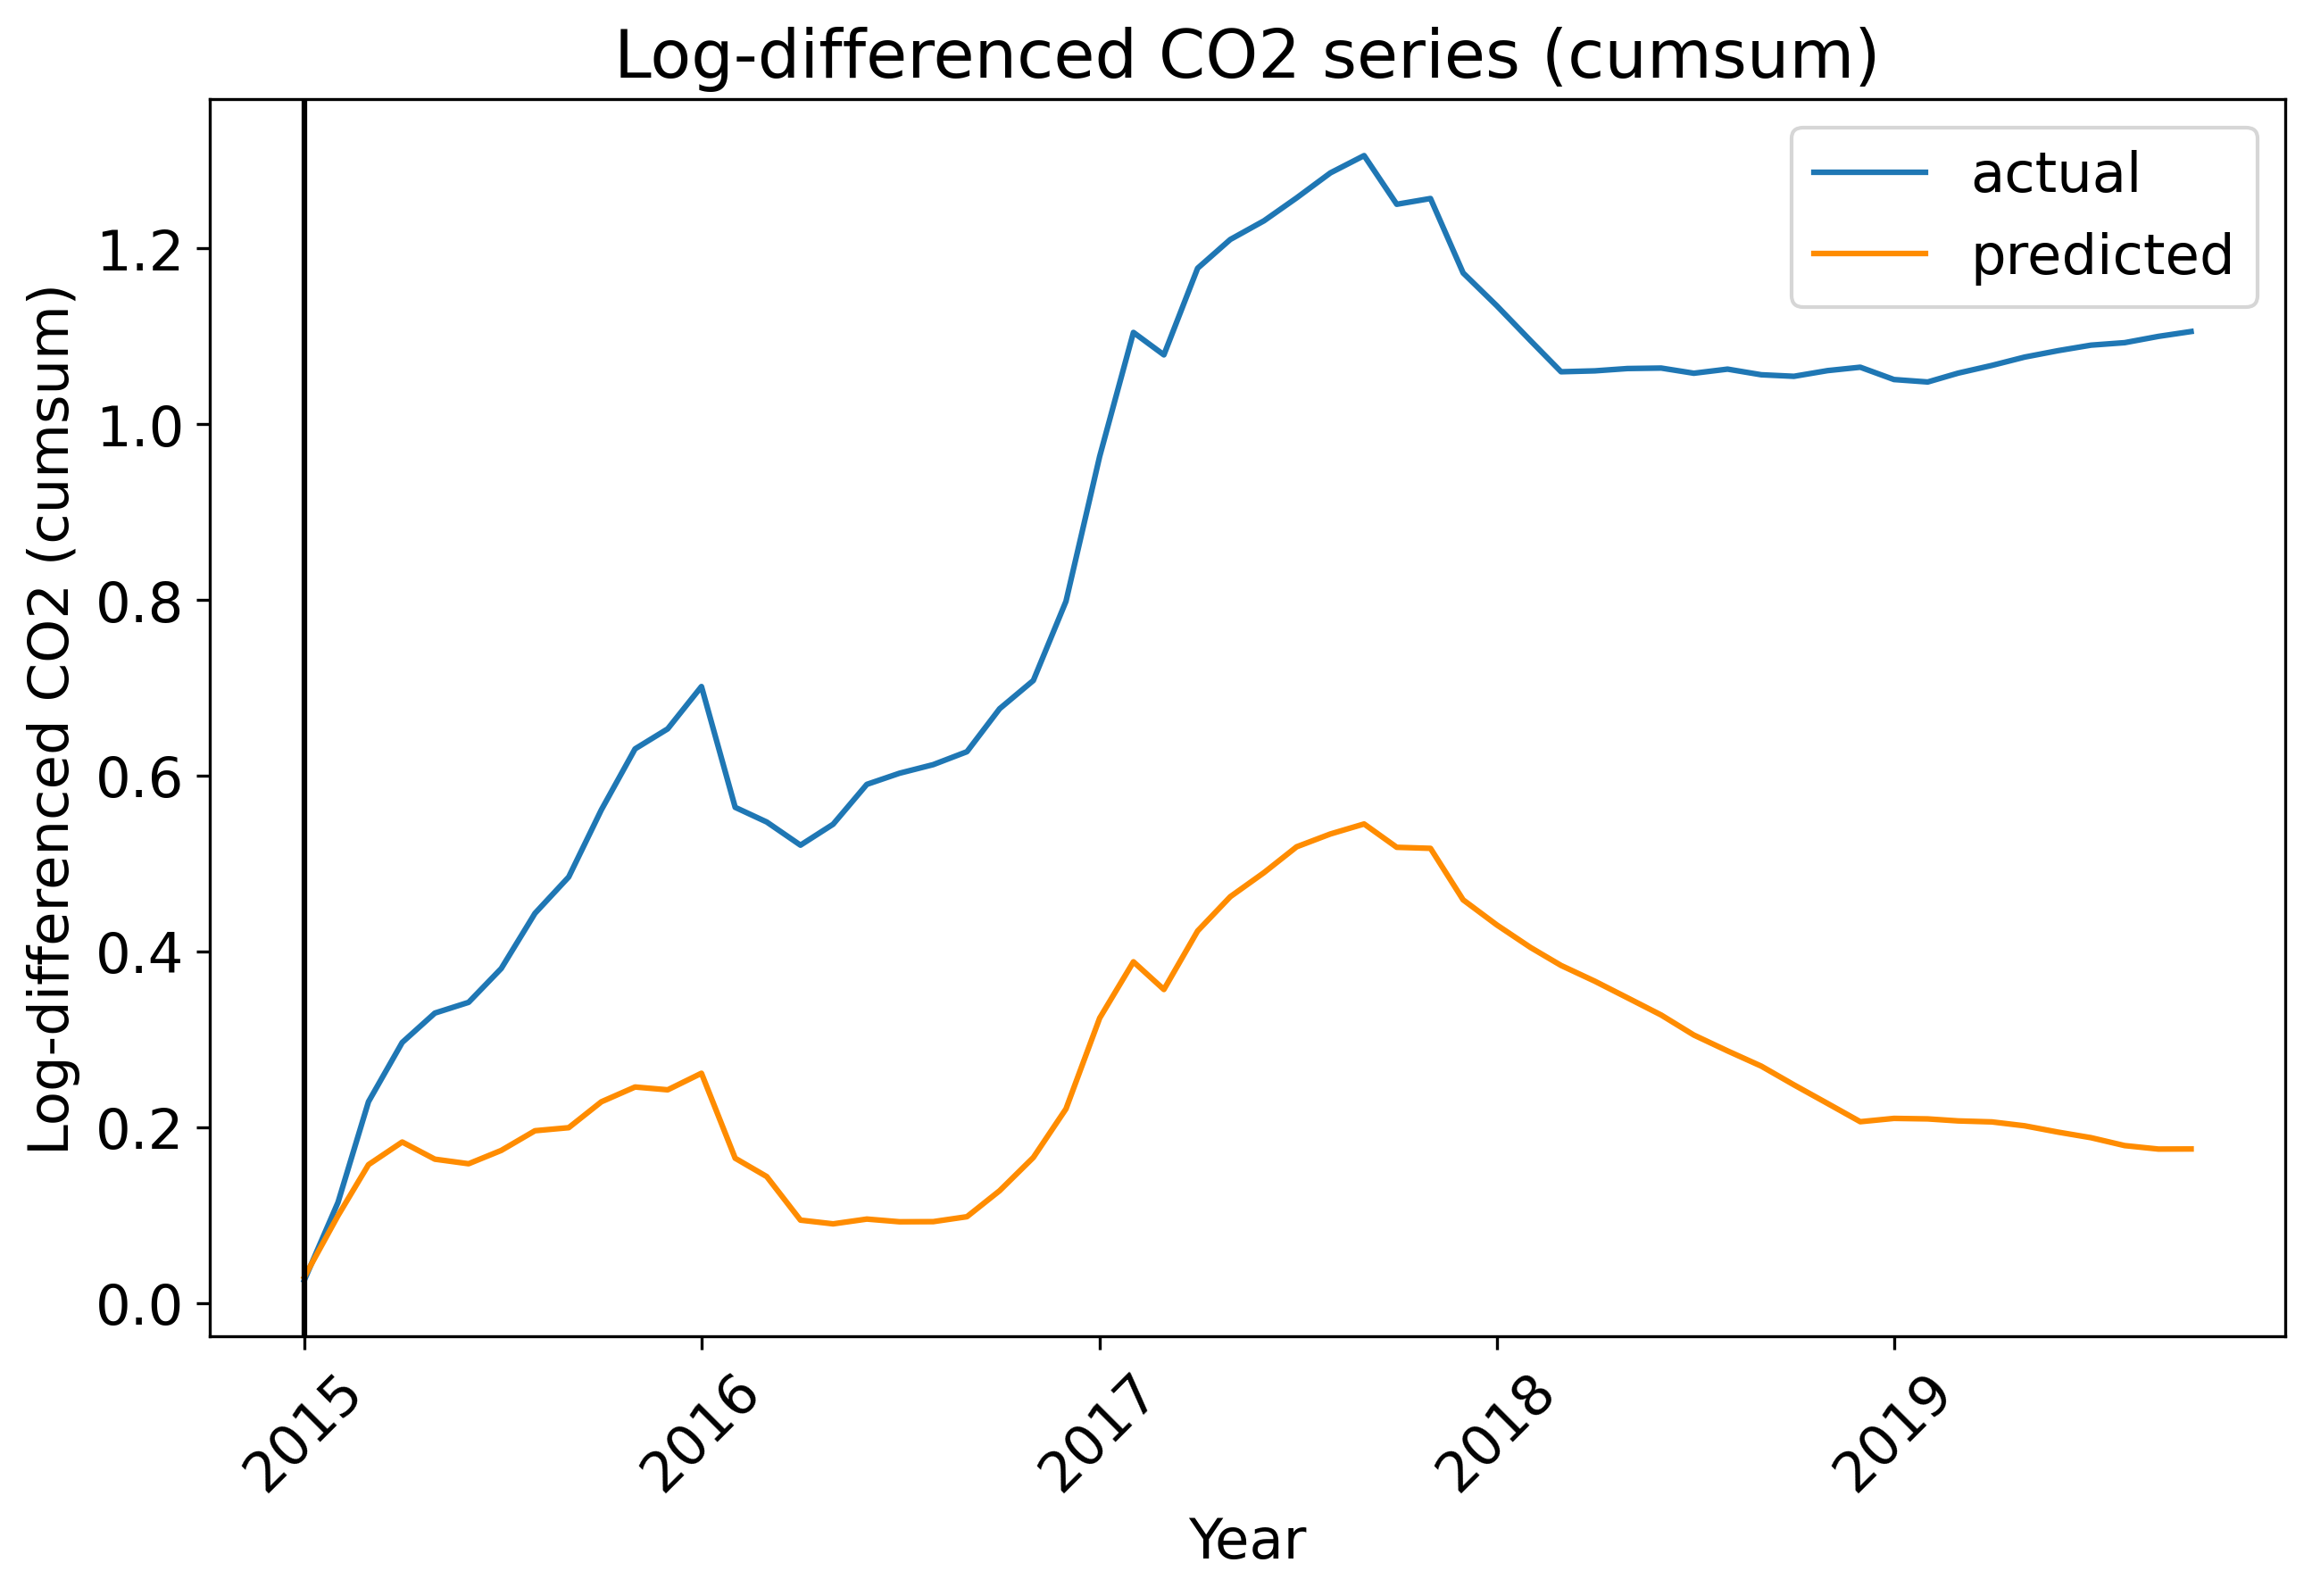 Log-differenced CO2 series (cumsum)
actual
predicted
Log-differenced CO2 (cumsum)
1.2
1.0
0.8
0.6
0.4
0.2
0.0
2015
2016
2017
2018
2019
Year